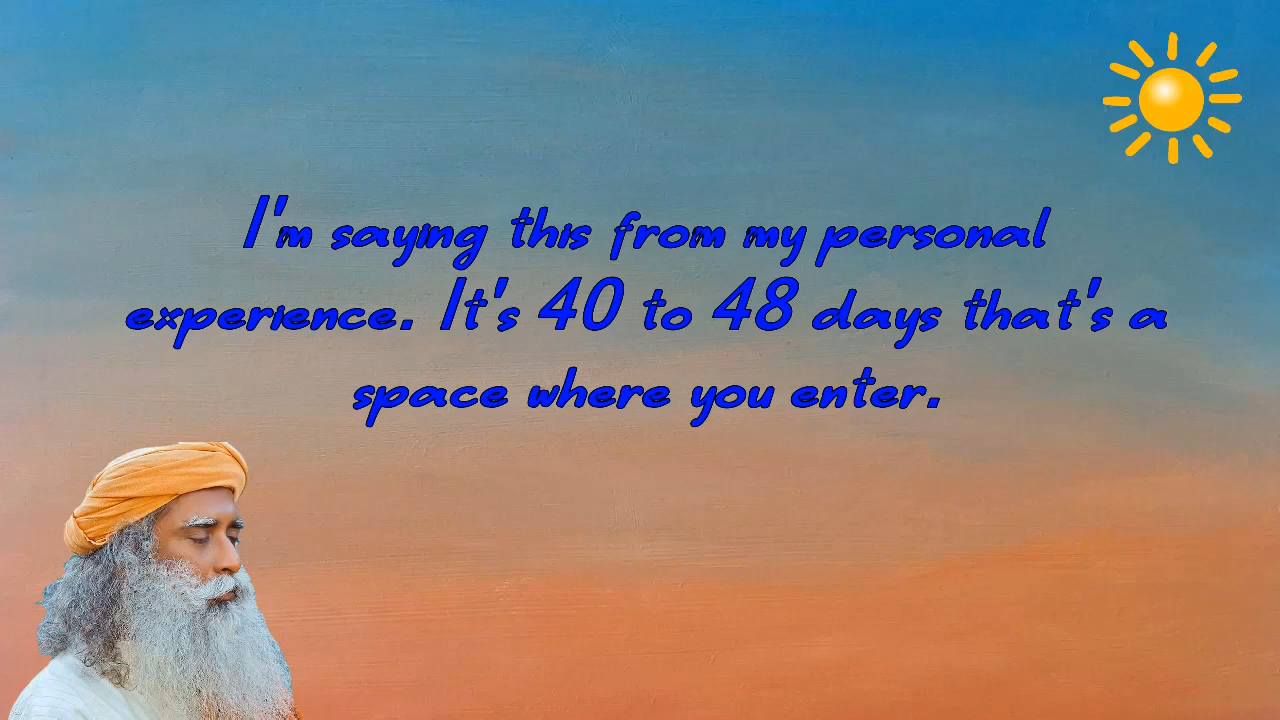 I'm saying this from my personal
experience. It's 40 to 48 days that's a
space where you enter.